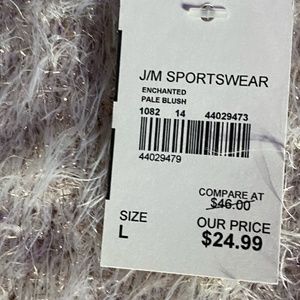 J/M SPORTSWEAR
ENCHANTED
PALE BLUSH
1082 14 44029473
44029479
COMPARE AT
$46.00
SIZE OUR PRICE
L $24.99